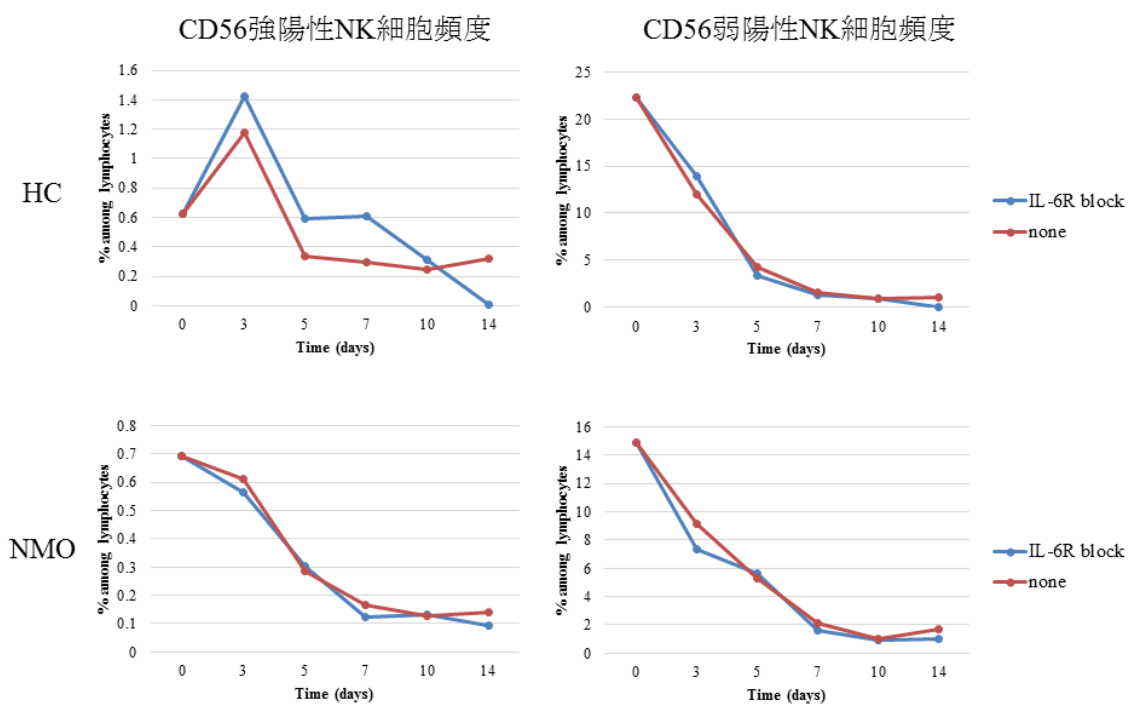 CD56強陽性NK細胞頻度
CD56弱陽性NK細胞頻度
HC
% among lymphocytes
1.6
1.4
1.2
1
0.8
0.6
0.4
0.2
0
0 3 5 7 10 14
Time (days)
% among lymphocytes
25
20
15
10
5
0
0 3 5 7 10 14
Time (days)
IL-6R block
none
NMO
% among lymphocytes
0.8
0.7
0.6
0.5
0.4
0.3
0.2
0.1
0
0 3 5 7 10 14
Time (days)
% among lymphocytes
16
14
12
10
8
6
4
2
0
0 3 5 7 10 14
Time (days)
IL-6R block
none